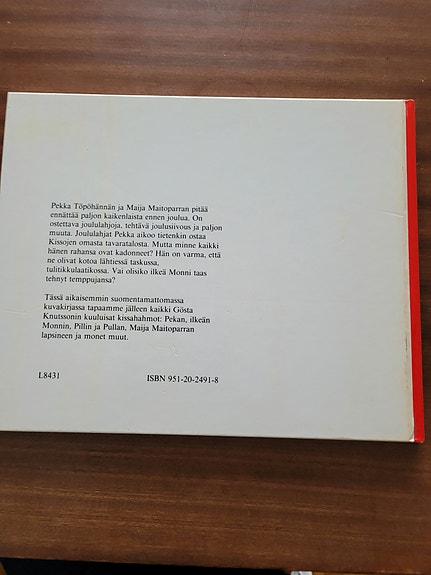 Pekka Töpöhännän ja Maija Maitoparran pitää
ennättää paljon kaikenlaista ennen joulua. On
ostettava joululahjoja, tehtävä joulusiivous ja paljon
muuta. Joululahjat Pekka aikoo tietenkin ostaa
Kissojen omasta tavaratalosta. Mutta minne kaikki
hänen rahansa ovat kadonneet? Hän on varma, että
ne olivat kotoa lähtiessä taskussa,
tulitikkulaatikossa. Vai olisiko ilkeä Monni taas
tehnyt temppujansa?
Tässä aikaisemmin suomentamattomassa
kuvakirjassa tapaamme jälleen kaikki Gösta
Knutssonin kuuluisat kissahahmot: Pekan, ilkeän
Monnin, Pillin ja Pullan, Maija Maitoparran
lapsineen ja monet muut.
L8431
ISBN 951-20-2491-8